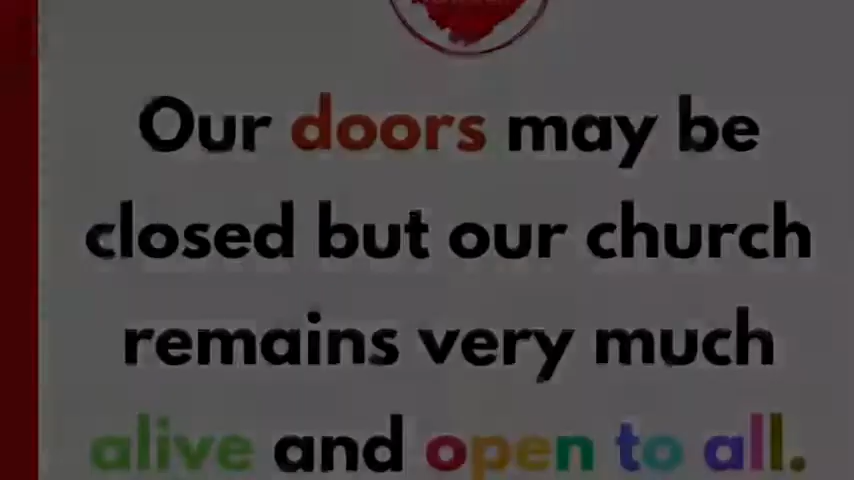 Our doors may be
closed but our church
remains very much
alive and open to all.